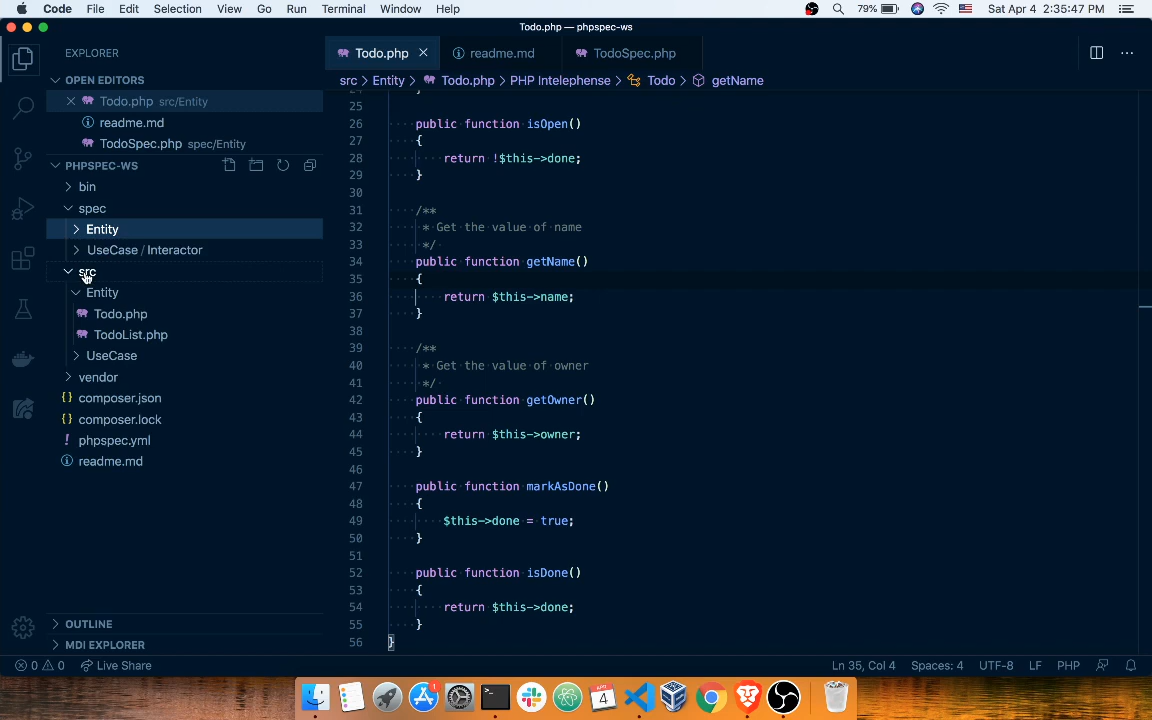 Code File Edit Selection View Go Run Terminal Window Help 79% Sat Apr 4 2:35:47 PM
Todo.php — phpspec-ws
EXPLORER
Todo.php readme.md TodoSpec.php
OPEN EDITORS
Todo.php src/Entity
readme.md
TodoSpec.php spec/Entity
PHPSPEC-WS
bin
spec
Entity
UseCase / Interactor
src
Entity
Todo.php
TodoList.php
UseCase
vendor
{} composer.json
{} composer.lock
! phpspec.yml
readme.md
OUTLINE
MDI EXPLORER
src > Entity > Todo.php > PHP Intelephense > Todo > getName
24 }
25
26 public function isOpen()
27 {
28 return !$this->done;
29 }
30
31 /**
32 * Get the value of name
33 */
34 public function getName()
35 {
36 return $this->name;
37 }
38
39 /**
40 * Get the value of owner
41 */
42 public function getOwner()
43 {
44 return $this->owner;
45 }
46
47 public function markAsDone()
48 {
49 $this->done = true;
50 }
51
52 public function isDone()
53 {
54 return $this->done;
55 }
56 }
0 0 Live Share Ln 35, Col 4 Spaces: 4 UTF-8 LF PHP
APR
4